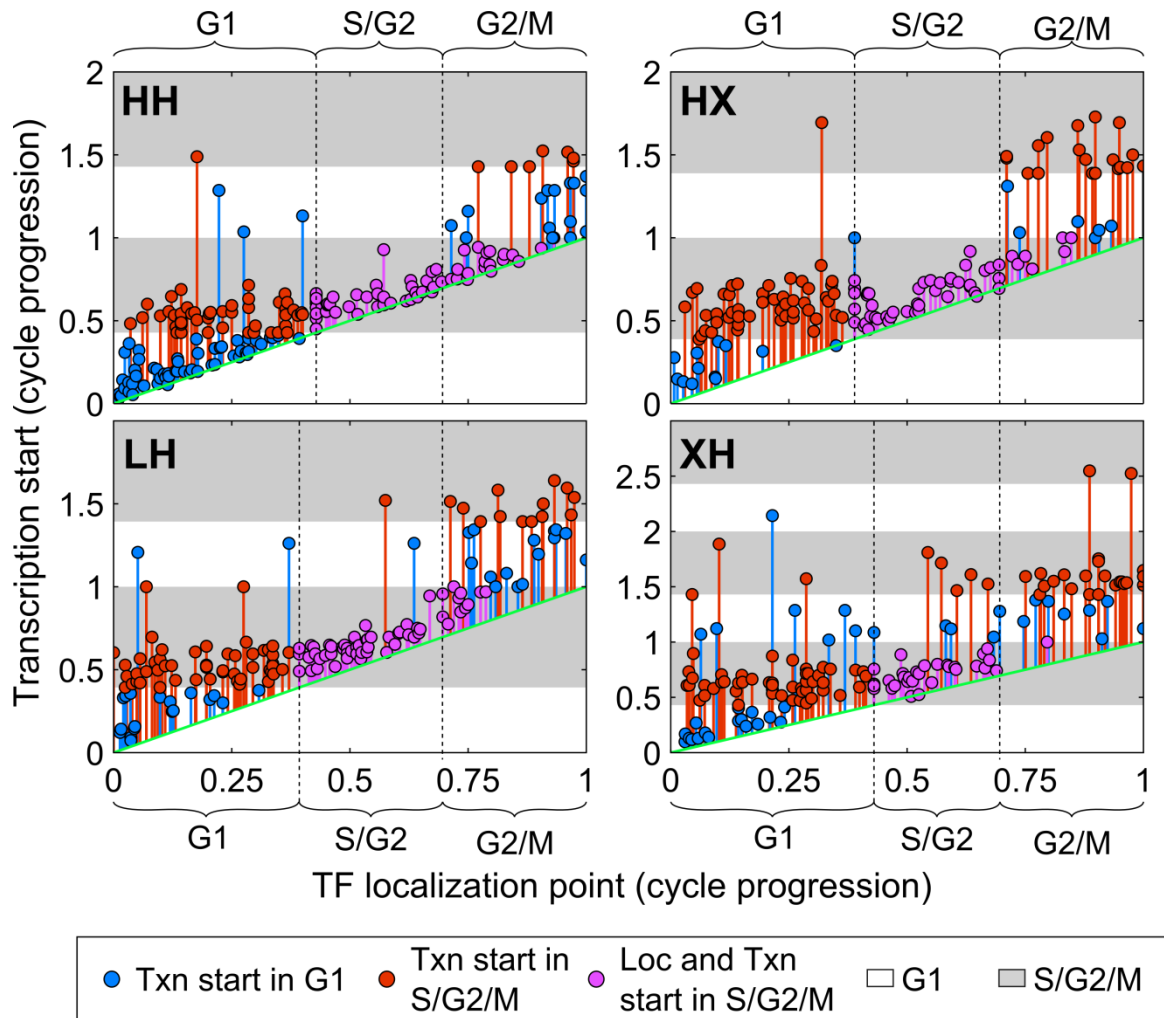 G1 S/G2 G2/M G1 S/G2 G2/M
2 2
HH HX
1.5 1.5
1 1
0.5 0.5
0 0
LH XH
2.5
1.5 2
1.5
1 1
0.5 0.5
0 0
0 0.25 0.5 0.75 1 0 0.25 0.5 0.75 1
G1 S/G2 G2/M G1 S/G2 G2/M
Transcription start (cycle progression)
TF localization point (cycle progression)
Txn start in G1
Txn start in
S/G2/M
Loc and Txn
start in S/G2/M
G1
S/G2/M